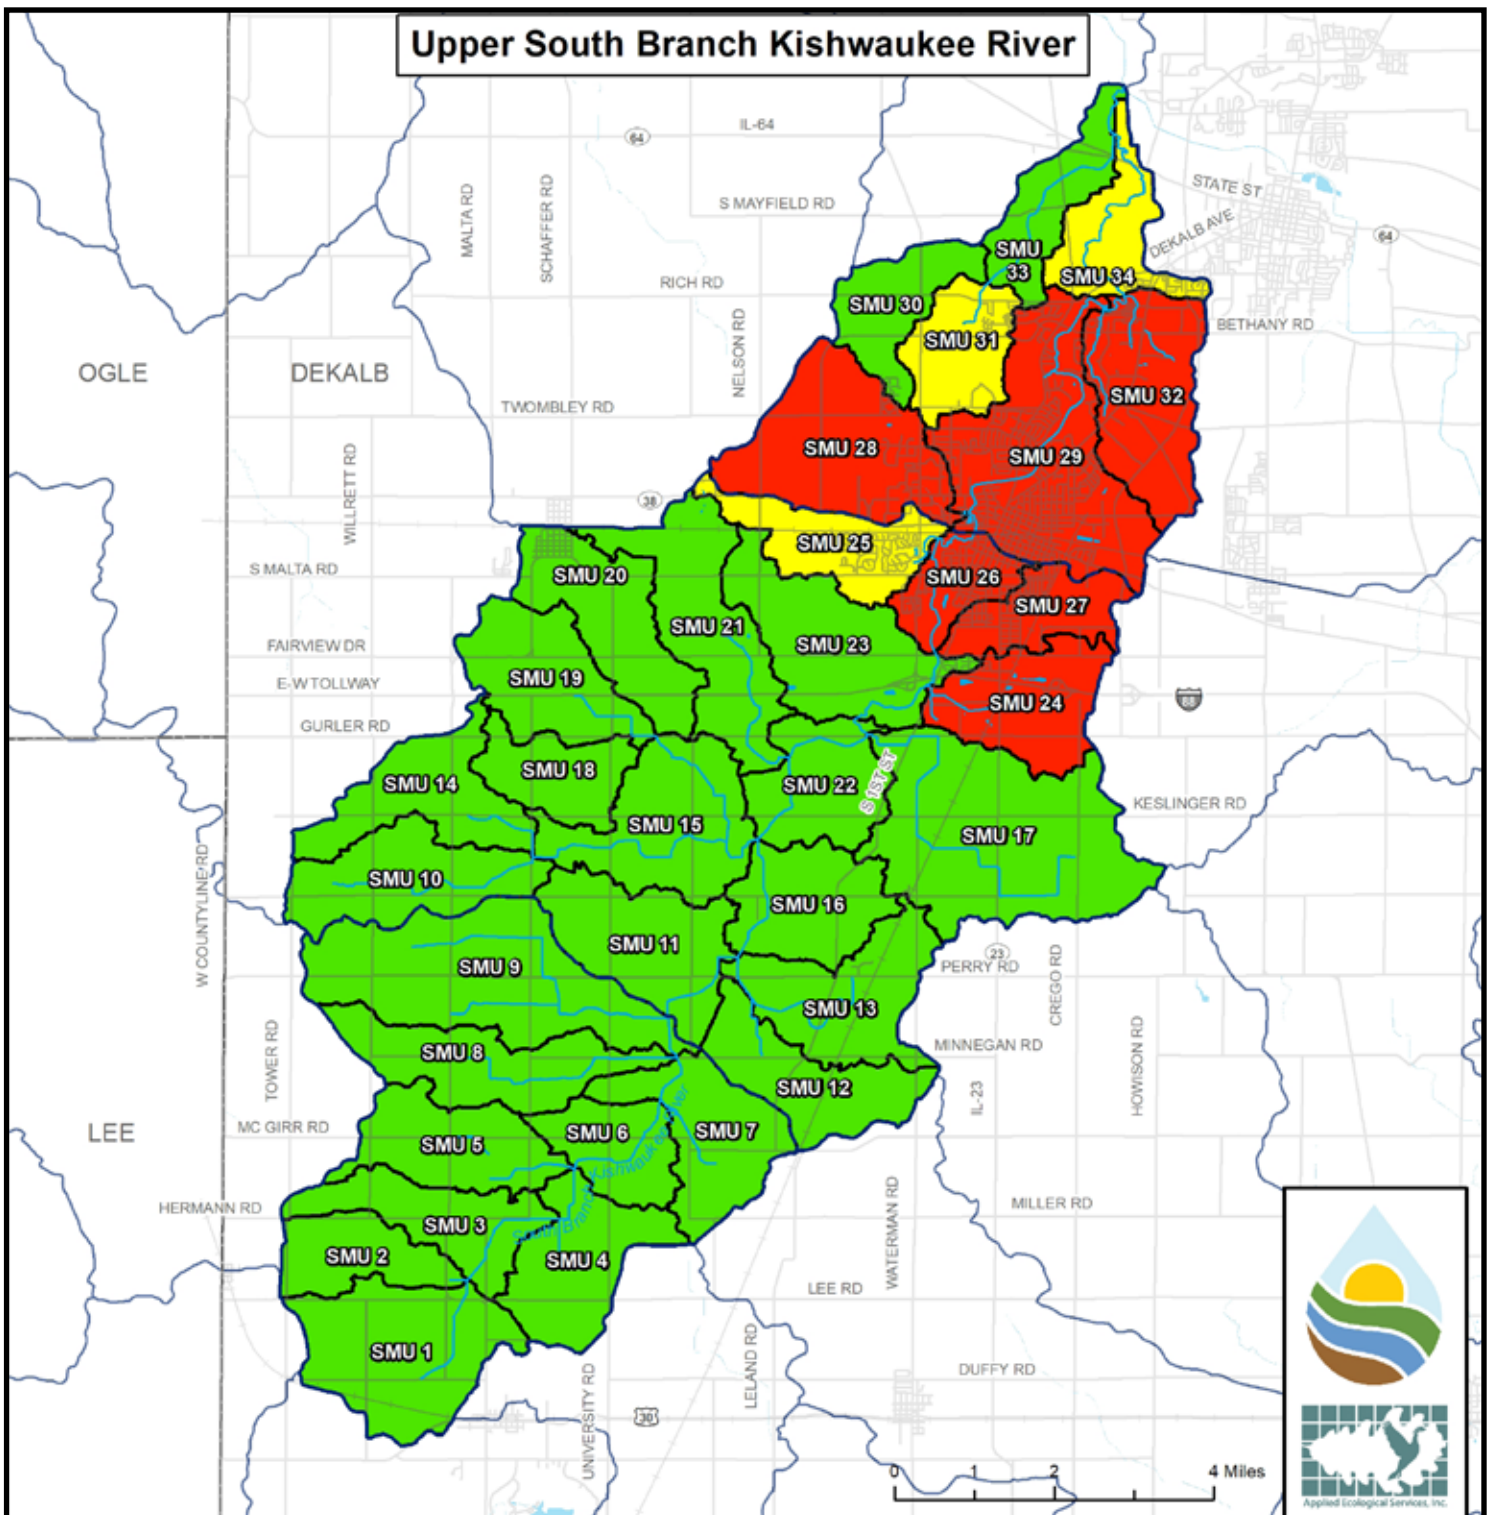 Upper South Branch Kishwaukee River
IL-64
64
STATE ST
MALTA RD
SCHAFFER RD
S MAYFIELD RD
DEKALB AVE
64
SMU
33
SMU 34
RICH RD
SMU 30
BETHANY RD
NELSON RD
SMU 31
OGLE
DEKALB
SMU 32
TWOMBLEY RD
SMU 28
SMU 29
WILLRETT RD
38
SMU 25
S MALTA RD
SMU 20
SMU 26
SMU 27
SMU 21
SMU 23
FAIRVIEW DR
E-W TOLLWAY
SMU 19
SMU 24
88
GURLER RD
SMU 18
SMU 14
SMU 22
S 1ST ST
KESLINGER RD
SMU 15
SMU 17
W COUNTYLINE RD
SMU 10
SMU 16
SMU 11
23
PERRY RD
CREGO RD
SMU 9
SMU 13
MINNEGAN RD
TOWER RD
SMU 8
HOWISON RD
SMU 12
IL-23
MC GIRR RD
LEE
SMU 5
SMU 6
SMU 7
South Branch Kishwaukee River
HERMANN RD
SMU 3
MILLER RD
WATERMAN RD
SMU 2
SMU 4
LEE RD
SMU 1
LELAND RD
DUFFY RD
UNIVERSITY RD
30
0 1 2 4 Miles
Applied Ecological Services, Inc.